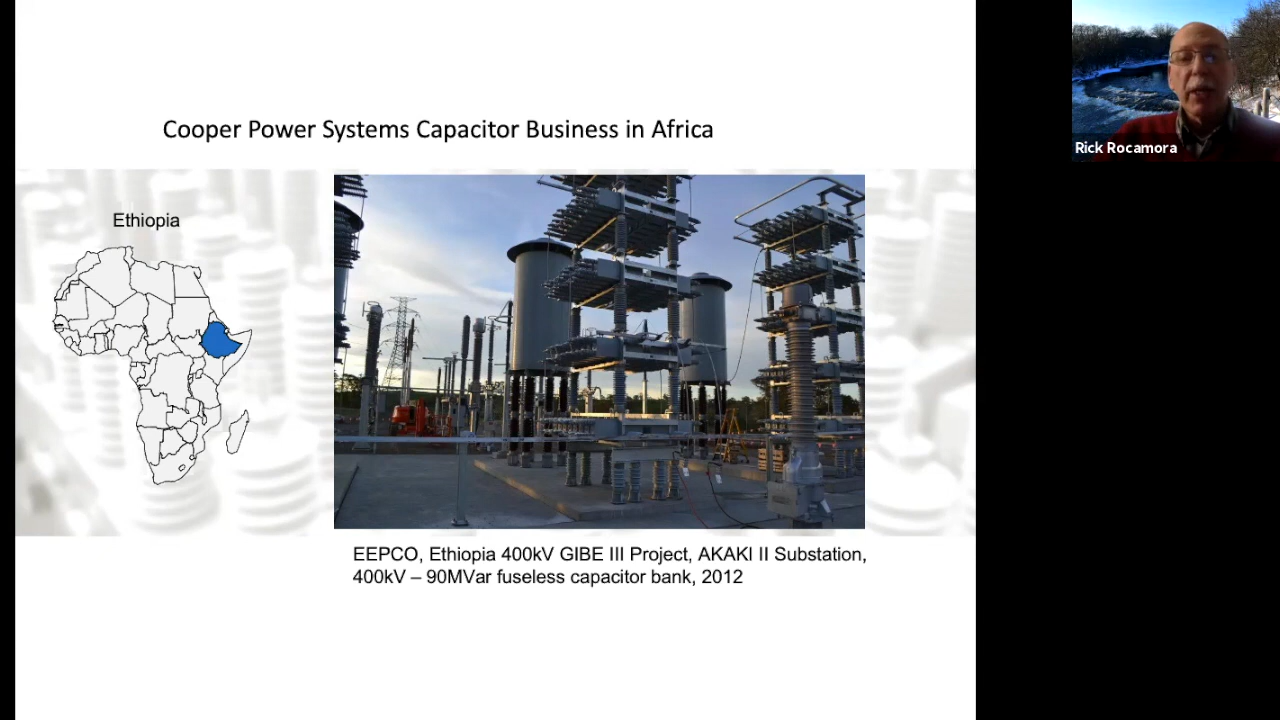 Cooper Power Systems Capacitor Business in Africa
Rick Rocamora
Ethiopia
EEPCO, Ethiopia 400kV GIBE III Project, AKAKI II Substation,
400kV – 90MVar fuseless capacitor bank, 2012